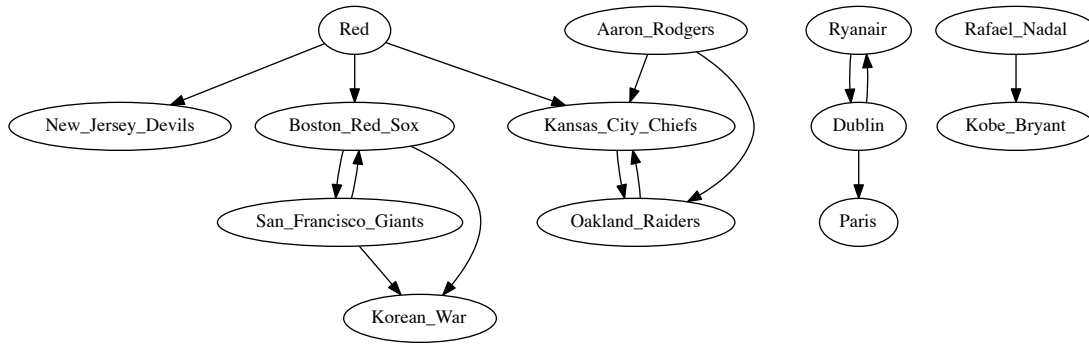 Red
Aaron_Rodgers
Ryanair
Rafael_Nadal
New_Jersey_Devils
Boston_Red_Sox
Kansas_City_Chiefs
Dublin
Kobe_Bryant
San_Francisco_Giants
Oakland_Raiders
Paris
Korean_War